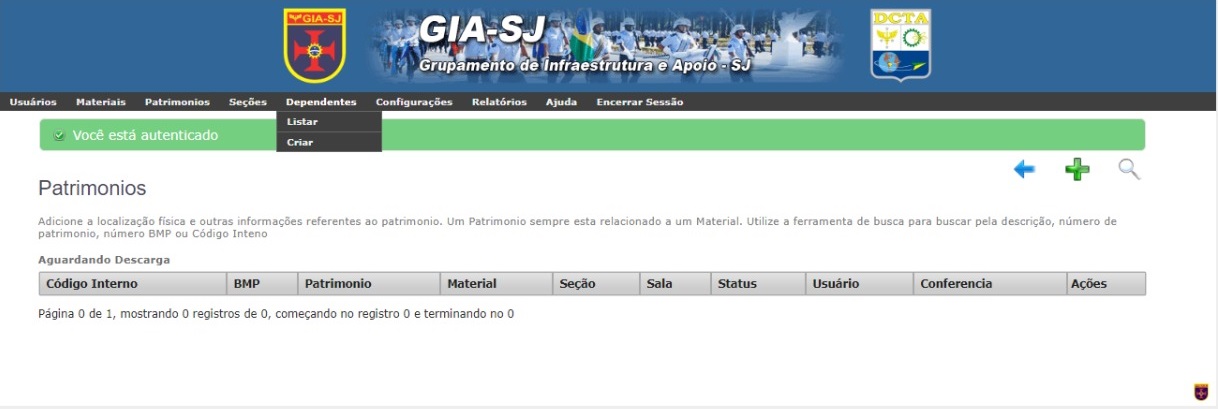 GIA-SJ
GIA-SJ
Grupamento de Infraestrutura e Apoio - SJ
DCTA
Usuários Materiais Patrimonios Seções Dependentes Configurações Relatórios Ajuda Encerrar Sessão
Listar
Criar
Você está autenticado
Patrimonios
Adicione a localização física e outras informações referentes ao patrimonio. Um Patrimonio sempre esta relacionado a um Material. Utilize a ferramenta de busca para buscar pela descrição, número de
patrimonio, número BMP ou Código Inteno
Aguardando Descarga
Código Interno BMP Patrimonio Material Seção Sala Status Usuário Conferencia Ações
Página 0 de 1, mostrando 0 registros de 0, começando no registro 0 e terminando no 0